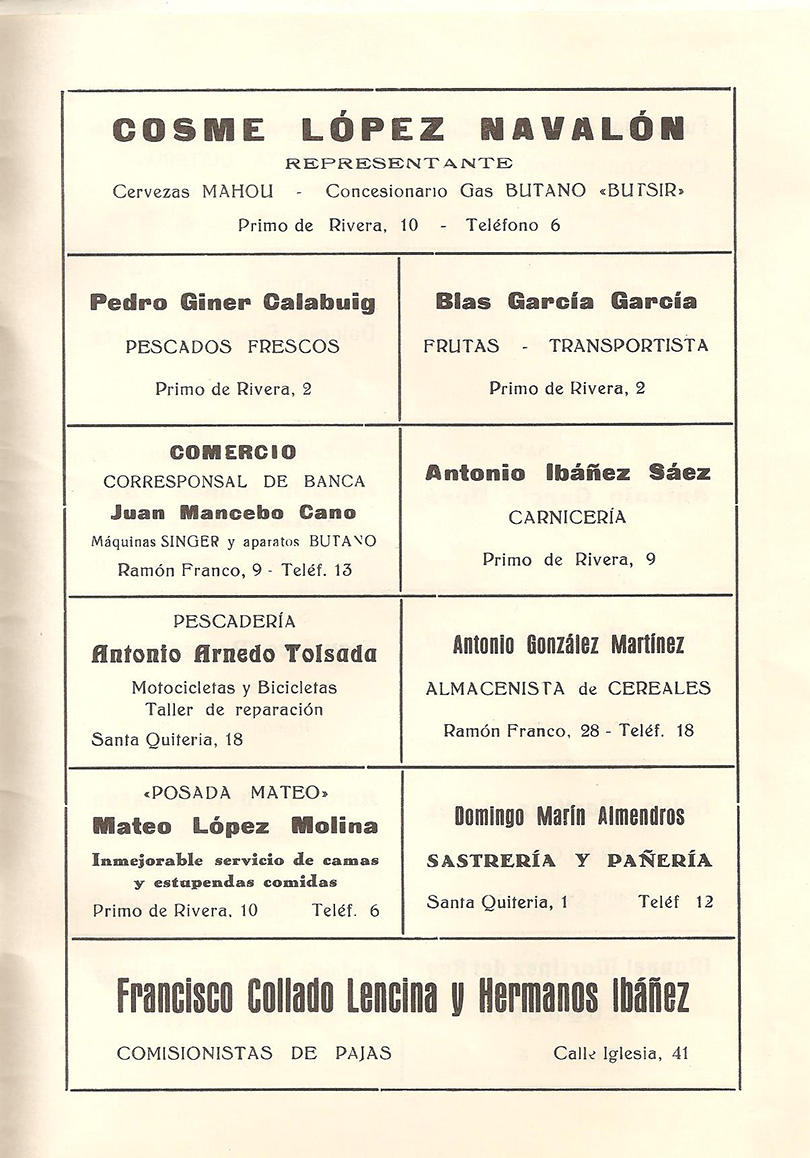 COSME LÓPEZ NAVALÓN
REPRESENTANTE
Cervezas MAHOU - Concesionario Gas BUTANO «BUTSIR»
Primo de Rivera, 10 - Teléfono 6
Pedro Giner Calabuig
PESCADOS FRESCOS
Primo de Rivera, 2
Blas García García
FRUTAS - TRANSPORTISTA
Primo de Rivera, 2
COMERCIO
CORRESPONSAL DE BANCA
Juan Mancebo Cano
Máquinas SINGER y aparatos BUTANO
Ramón Franco, 9 - Teléf. 13
Antonio Ibáñez Sáez
CARNICERÍA
Primo de Rivera, 9
PESCADERÍA
Antonio Arnedo Tolsada
Motocicletas y Bicicletas
Taller de reparación
Santa Quiteria, 18
Antonio González Martínez
ALMACENISTA de CEREALES
Ramón Franco, 28 - Teléf. 18
«POSADA MATEO»
Mateo López Molina
Inmejorable servicio de camas
y estupendas comidas
Primo de Rivera. 10 Teléf. 6
Domingo Marín Almendros
SASTRERÍA Y PAÑERÍA
Santa Quiteria, 1 Teléf 12
Francisco Collado Lencina y Hermanos Ibáñez
COMISIONISTAS DE PAJAS Calle Iglesia, 41